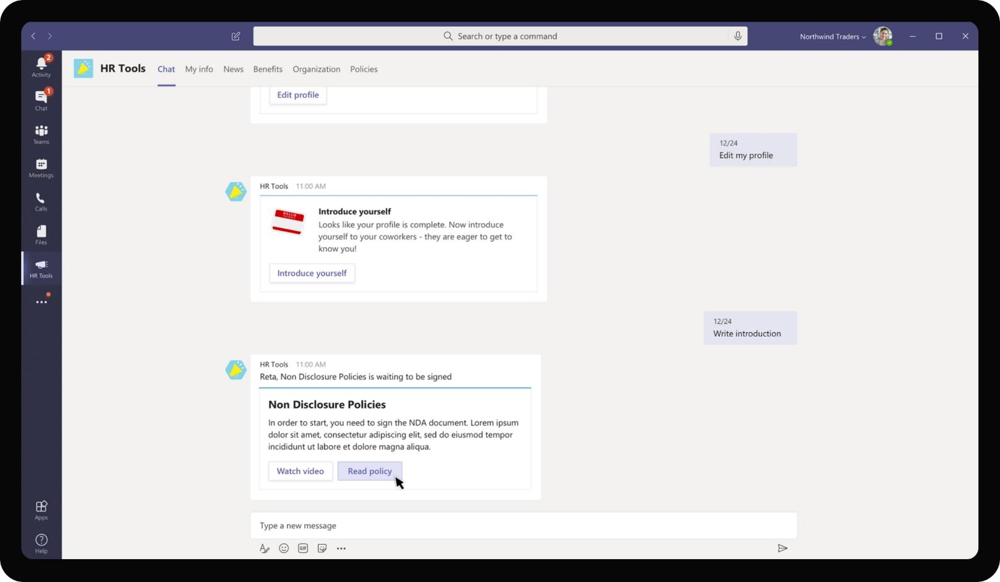 Search or type a command
Northwind Traders
2
Activity
1
Chat
Teams
Meetings
Calls
Files
HR Tools
Apps
Help
HR Tools
Chat
My info
News
Benefits
Organization
Policies
Edit profile
12/24
Edit my profile
HR Tools 11:00 AM
HELLO
Introduce yourself
Looks like your profile is complete. Now introduce
yourself to your coworkers - they are eager to get to
know you!
Introduce yourself
12/24
Write introduction
HR Tools 11:00 AM
Reta, Non Disclosure Policies is waiting to be signed
Non Disclosure Policies
In order to start, you need to sign the NDA document. Lorem ipsum
dolor sit amet, consectetur adipiscing elit, sed do eiusmod tempor
incididunt ut labore et dolore magna aliqua.
Watch video
Read policy
Type a new message
GIF